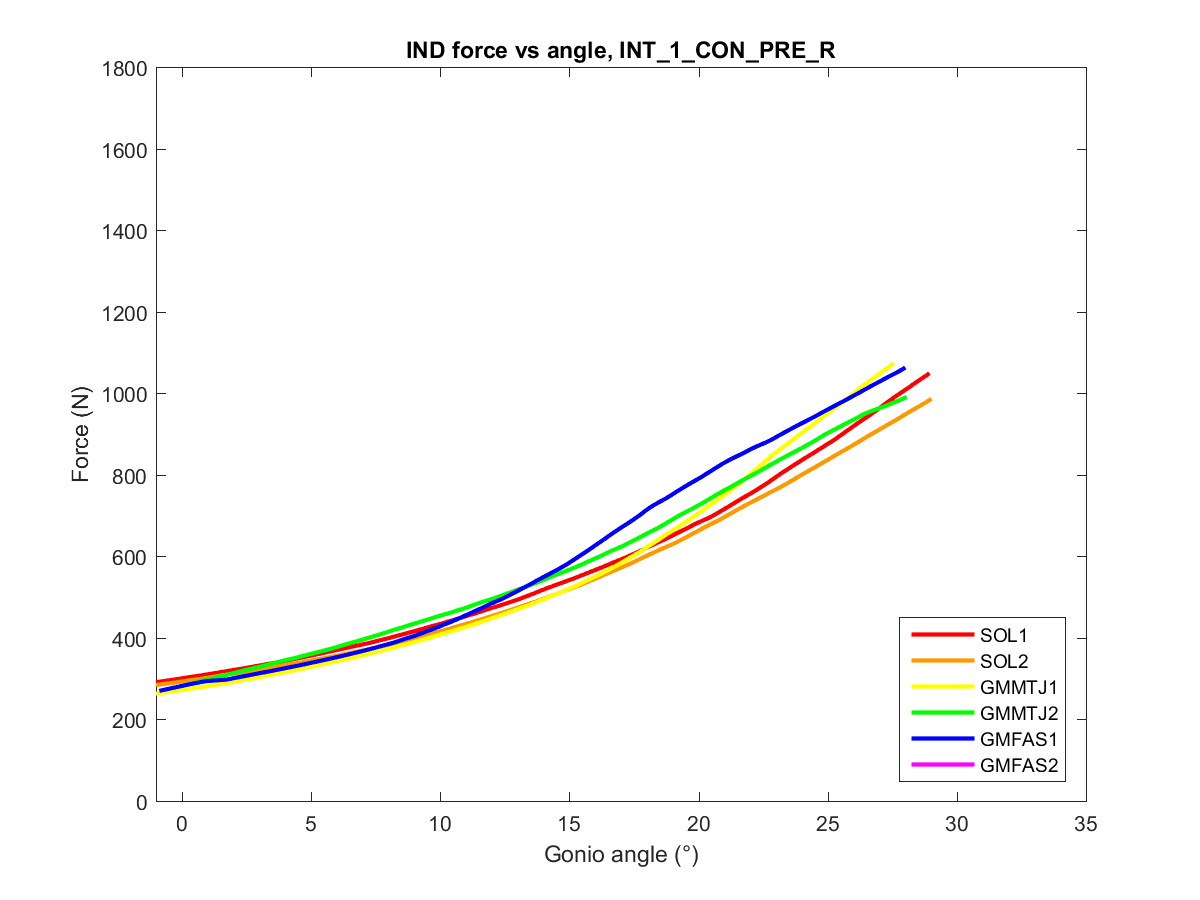 IND force vs angle, INT_1_CON_PRE_R
1800
1600
1400
1200
1000
800
600
400
200
0
Force (N)
SOL1
SOL2
GMMTJ1
GMMTJ2
GMFAS1
GMFAS2
0 5 10 15 20 25 30 35
Gonio angle (°)